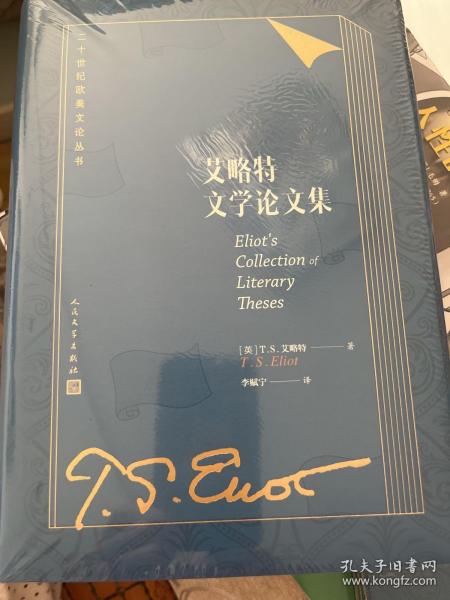 二十世纪欧美文论丛书
艾略特
文学论文集
Eliot's
Collection of
Literary
Theses
[英]T.S.艾略特 著
T.S.Eliot
李赋宁 译
人民文学出版社
T.S. Eliot
孔夫子旧书网
www.kongfz.com